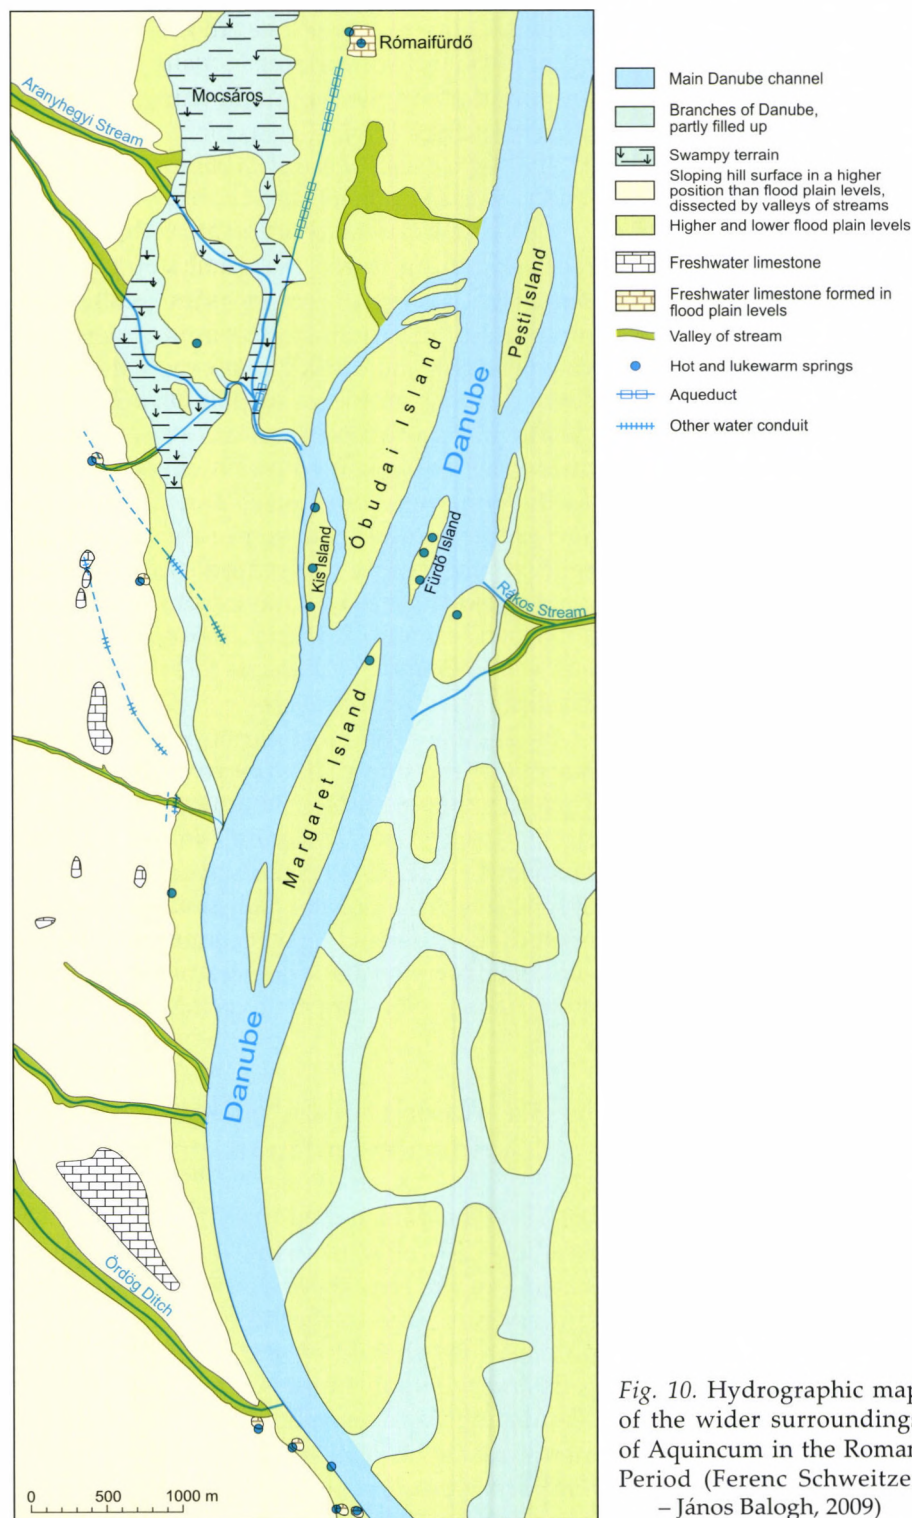 Rómaifürdő
Mocsáros
Aranyhegyi Stream
Pesti Island
Óbudai Island
Danube
Kis Island
Fürdő Island
Rákos Stream
Margaret Island
Danube
Ördög Ditch
0 500 1000 m
Main Danube channel
Branches of Danube,
partly filled up
Swampy terrain
Sloping hill surface in a higher
position than flood plain levels,
dissected by valleys of streams
Higher and lower flood plain levels
Freshwater limestone
Freshwater limestone formed in
flood plain levels
Valley of stream
Hot and lukewarm springs
Aqueduct
Other water conduit
Fig. 10. Hydrographic map
of the wider surroundings
of Aquincum in the Roman
Period (Ferenc Schweitze
– János Balogh, 2009)